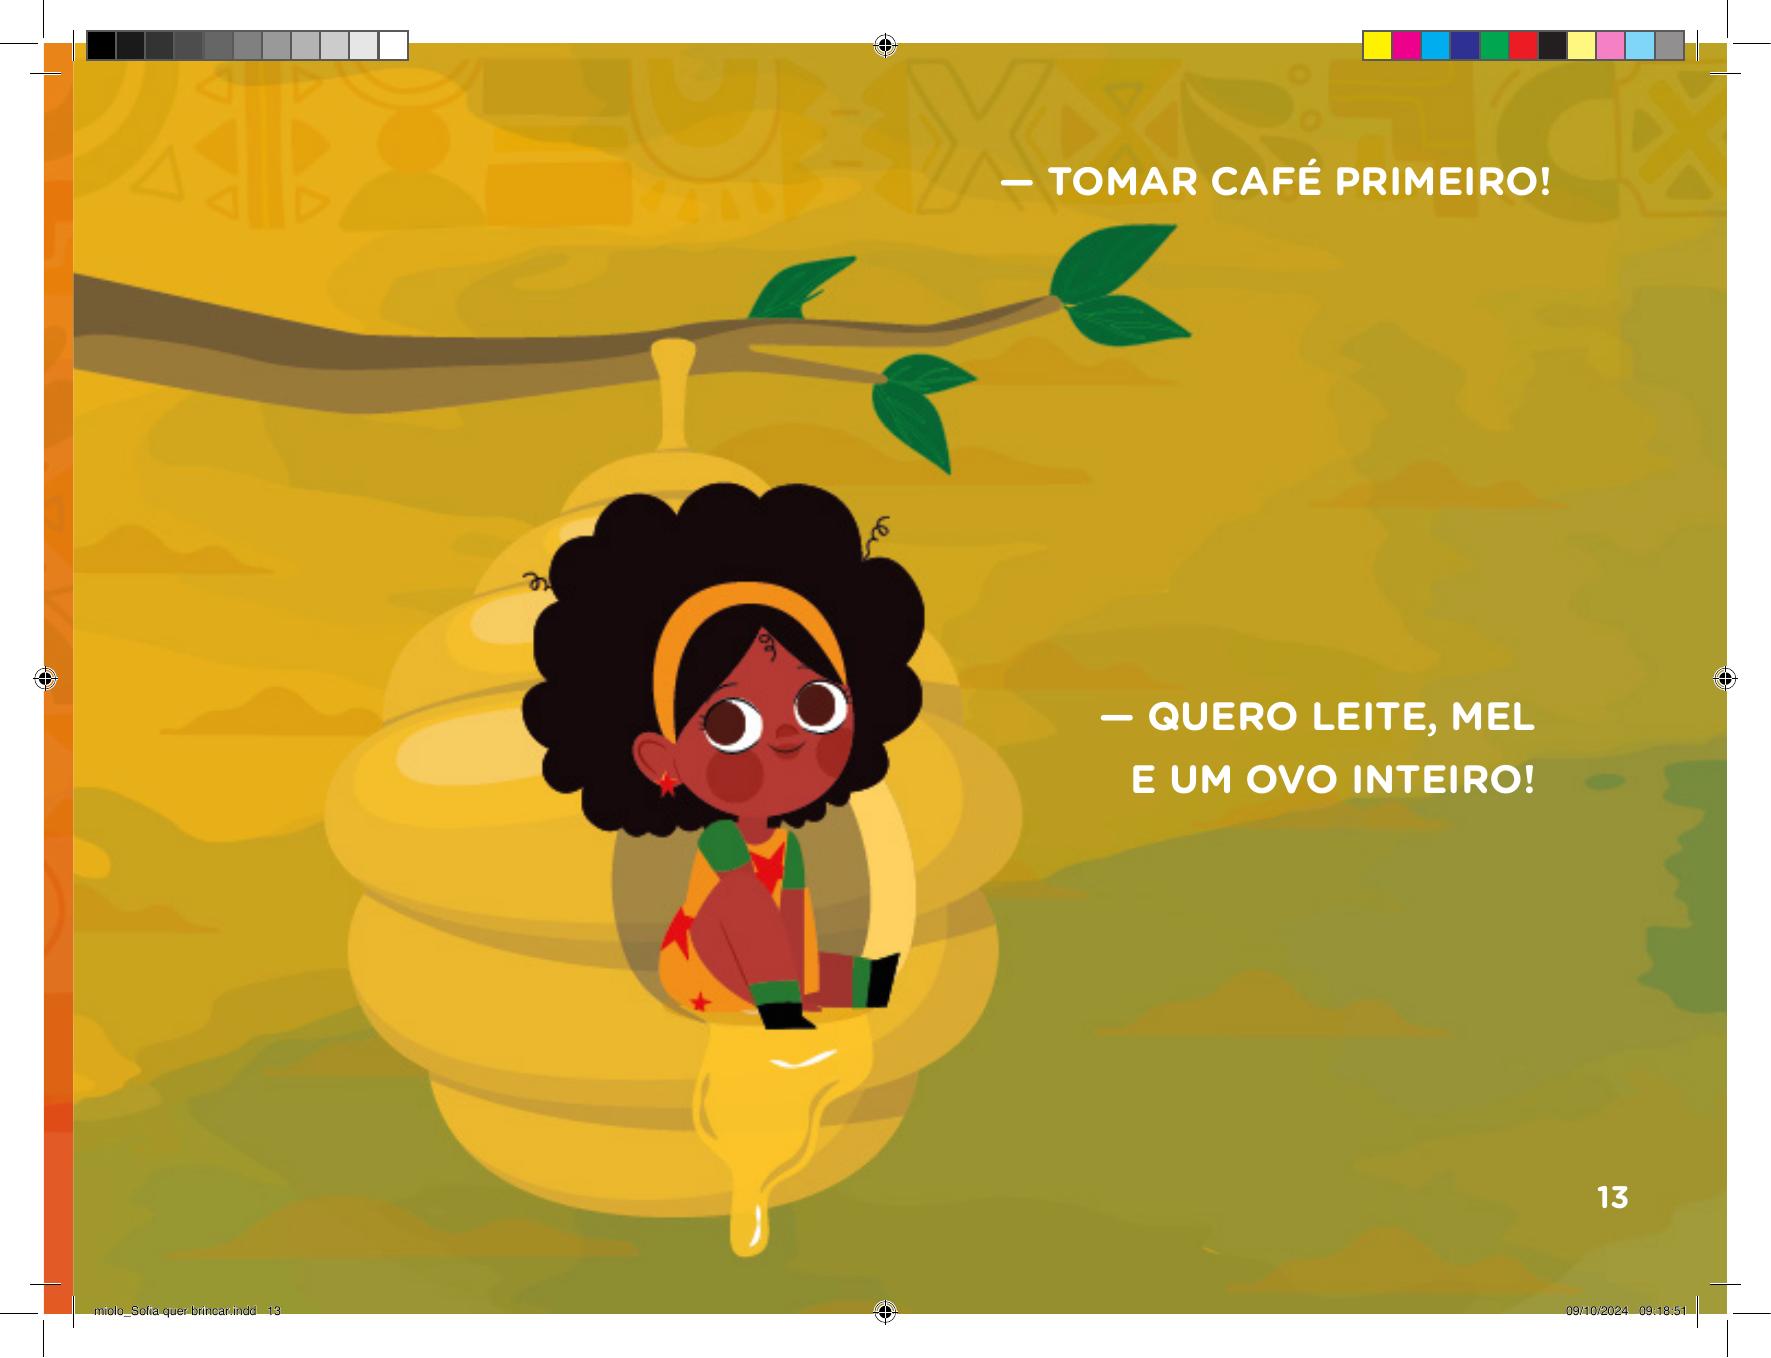 — TOMAR CAFÉ PRIMEIRO!
— QUERO LEITE, MEL
E UM OVO INTEIRO!
13
miolo_Sofia quer brincar.indd   13
09/10/2024   09:18:51